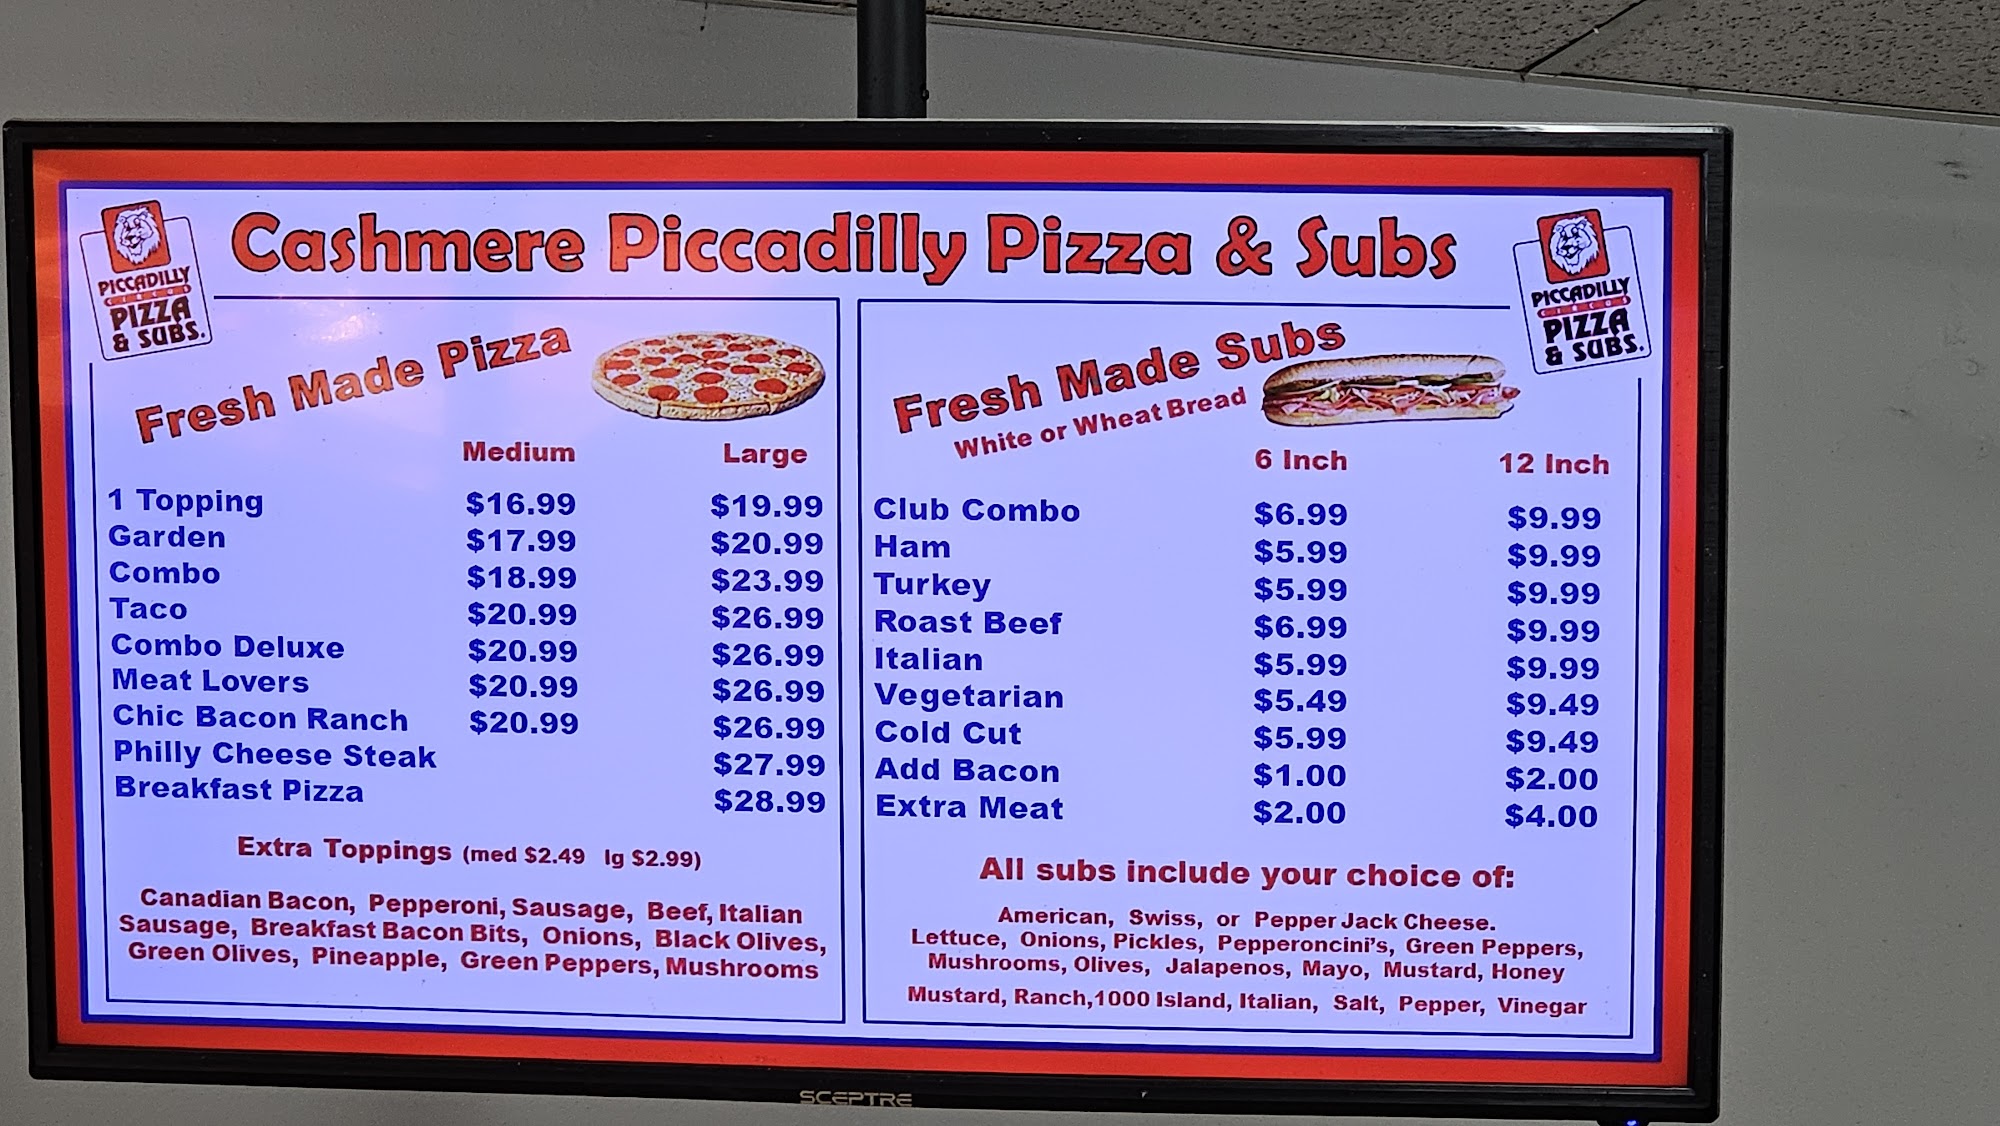 Cashmere Piccadilly Pizza & Subs
PICCADILLY
CIRCUS
PIZZA
& SUBS.
PICCADILLY
CIRCUS
PIZZA
& SUBS.
Fresh Made Pizza
Medium Large
1 Topping $16.99 $19.99
Garden $17.99 $20.99
Combo $18.99 $23.99
Taco $20.99 $26.99
Combo Deluxe $20.99 $26.99
Meat Lovers $20.99 $26.99
Chic Bacon Ranch $20.99 $26.99
Philly Cheese Steak $27.99
Breakfast Pizza $28.99
Extra Toppings (med $2.49 lg $2.99)
Canadian Bacon, Pepperoni, Sausage, Beef, Italian
Sausage, Breakfast Bacon Bits, Onions, Black Olives,
Green Olives, Pineapple, Green Peppers, Mushrooms
Fresh Made Subs
White or Wheat Bread
6 Inch 12 Inch
Club Combo $6.99 $9.99
Ham $5.99 $9.99
Turkey $5.99 $9.99
Roast Beef $6.99 $9.99
Italian $5.99 $9.99
Vegetarian $5.49 $9.49
Cold Cut $5.99 $9.49
Add Bacon $1.00 $2.00
Extra Meat $2.00 $4.00
All subs include your choice of:
American, Swiss, or Pepper Jack Cheese.
Lettuce, Onions, Pickles, Pepperoncini's, Green Peppers,
Mushrooms, Olives, Jalapenos, Mayo, Mustard, Honey
Mustard, Ranch,1000 Island, Italian, Salt, Pepper, Vinegar
SCEPTRE